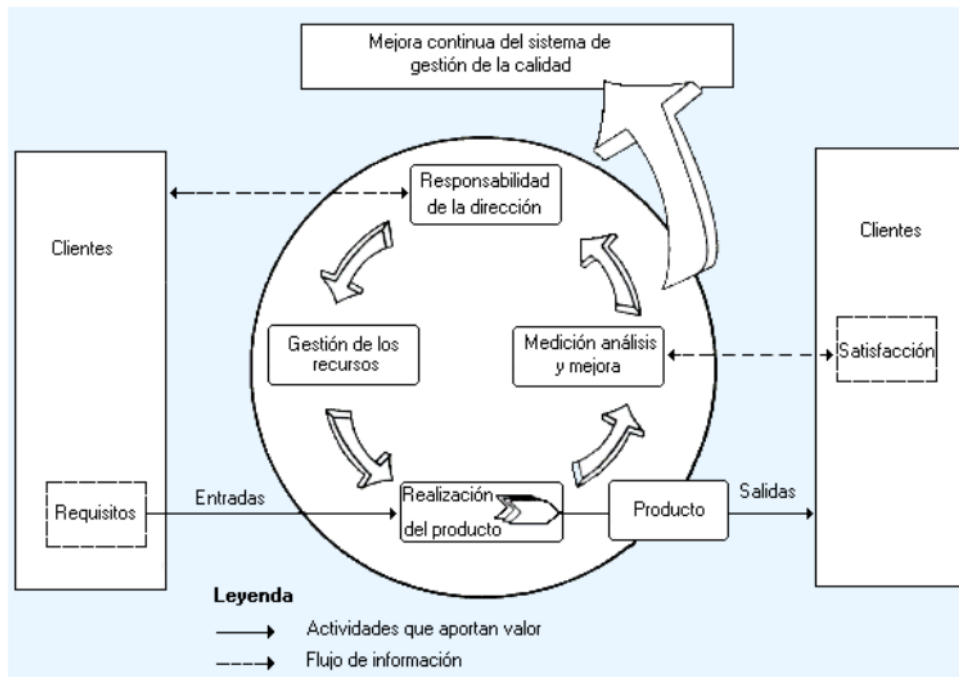 Mejora continua del sistema de
gestión de la calidad
Responsabilidad
de la dirección
Clientes
Clientes
Gestión de los
recursos
Medición análisis
y mejora
Satisfacción
Requisitos
Entradas
Realización
del producto
Producto
Salidas
Leyenda
Actividades que aportan valor
Flujo de información